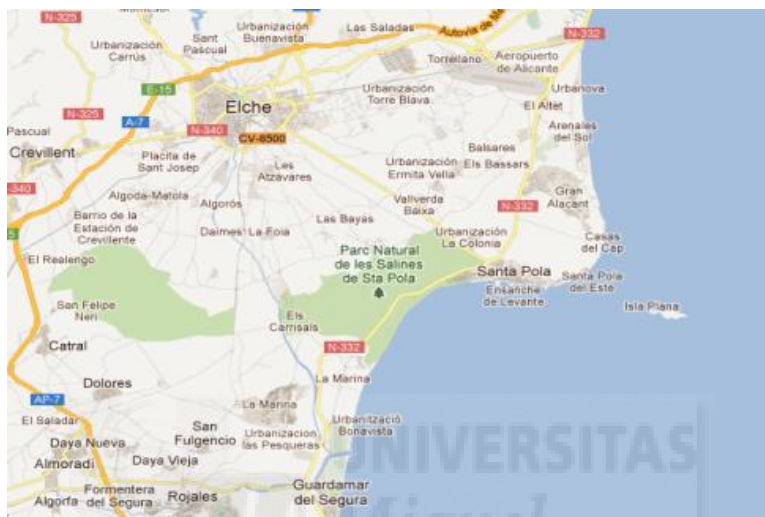 Montesol
N-325
Urbanización
Buenavista
Las Saladas
Autovía de Me
N-332
Urbanización
Carrús
Sant
Pascual
Torrellano
Aeropuerto
de Alicante
E-15
Urbanización
Torre Blava
Urbanova
N-325
Elche
El Altet
A-7
N-340
CV-8500
Arenales
del Sol
Pascual
Crevillent
Placita de
Sant Josep
Les
Atzavares
Urbanización
Ermita Vella
Balsares
Els Bassars
-340
Algoda-Matola
Algorós
Vallverda
Baixa
Gran
Alacant
N-332
Barrio de la
Estación de
Crevillente
Las Bayas
Daimes
La Foia
Urbanización
La Colonia
Casas
del Cap
5
El Realengo
Parc Natural
de les Salines
de Sta Pola
Santa Pola
Ensanche
de Levante
Santa Pola
del Este
Isla Plana
San Felipe
Neri
Els
Carrisals
Catral
N-332
Dolores
La Marina
AP-7
La Marina
El Saladar
San
Fulgencio
Urbanizacion
las Pesqueras
Urbanització
Bonavista
Daya Nueva
Daya Vieja
Almoradí
UNIVERSITAS
Miguel
Algorfa
Formentera
del Segura
Rojales
Guardamar
del Segura